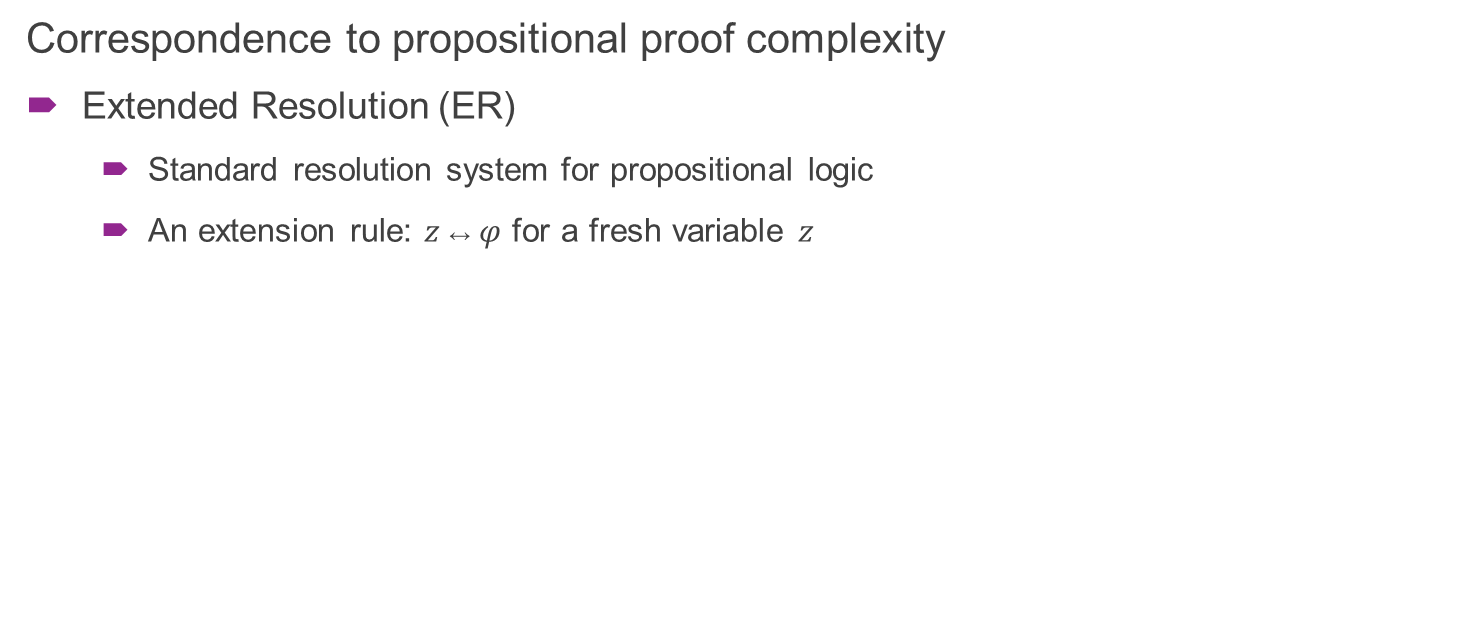 Correspondence to propositional proof complexity
Extended Resolution (ER)
Standard resolution system for propositional logic
An extension rule: z ↔ φ for a fresh variable z